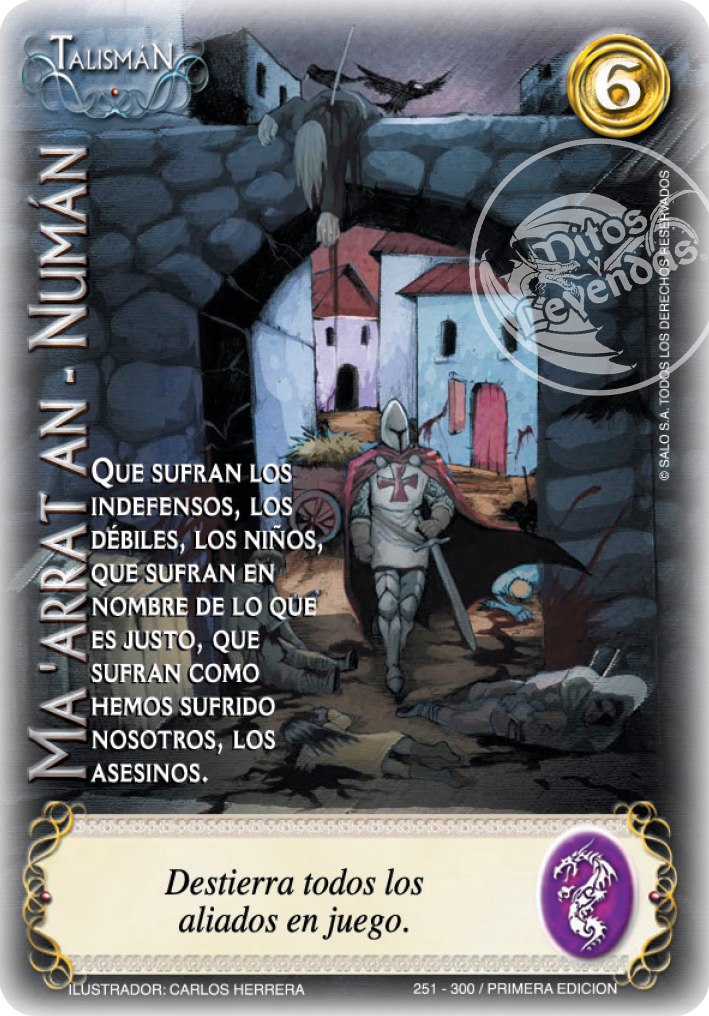 Talismán
6
Mitos
y
Leyendas
®
Ma'arrat an - Numán
© SALO S.A. TODOS LOS DERECHOS RESERVADOS
Que sufran los
indefensos, los
débiles, los niños,
que sufran en
nombre de lo que
es justo, que
sufran como
hemos sufrido
nosotros, los
asesinos.
Destierra todos los
aliados en juego.
ILUSTRADOR: CARLOS HERRERA
251 - 300 / PRIMERA EDICION